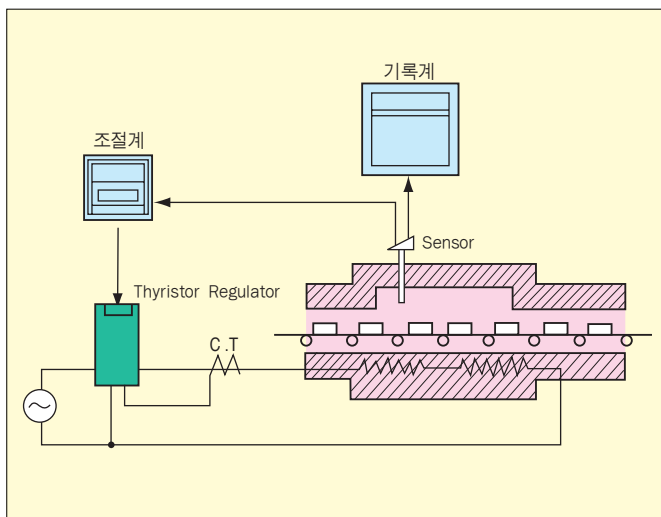 기록계
조절계
Sensor
Thyristor Regulator
C.T